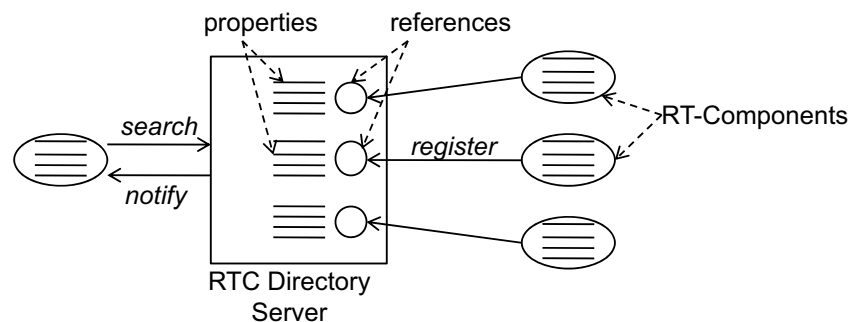 properties
references
search
notify
register
RT-Components
RTC Directory
Server